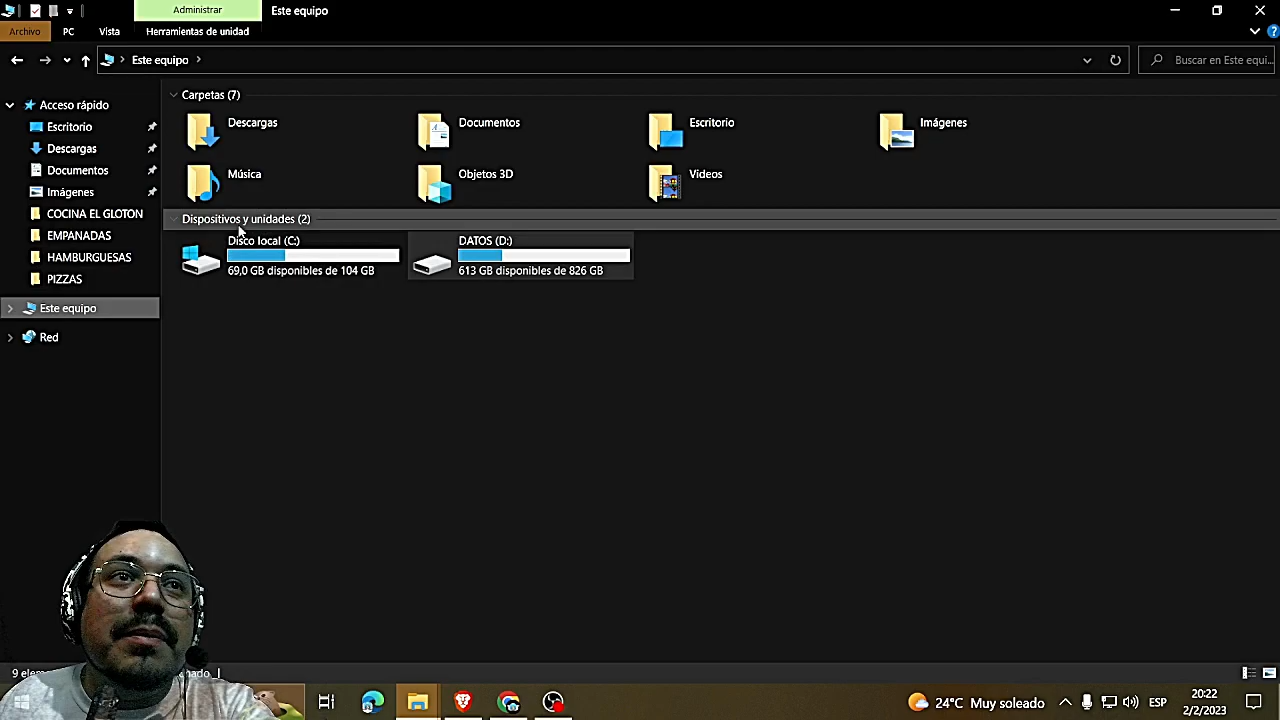 Administrar
Este equipo
Archivo
PC
Vista
Herramientas de unidad
Este equipo
Buscar en Este equi...
Acceso rápido
Escritorio
Descargas
Documentos
Imágenes
COCINA EL GLOTON
EMPANADAS
HAMBURGUESAS
PIZZAS
Este equipo
Red
Carpetas (7)
Descargas
Documentos
Escritorio
Imágenes
Música
Objetos 3D
Vídeos
Dispositivos y unidades (2)
Disco local (C:)
69,0 GB disponibles de 104 GB
DATOS (D:)
613 GB disponibles de 826 GB
24°C Muy soleado
ESP
20:22
2/2/2023